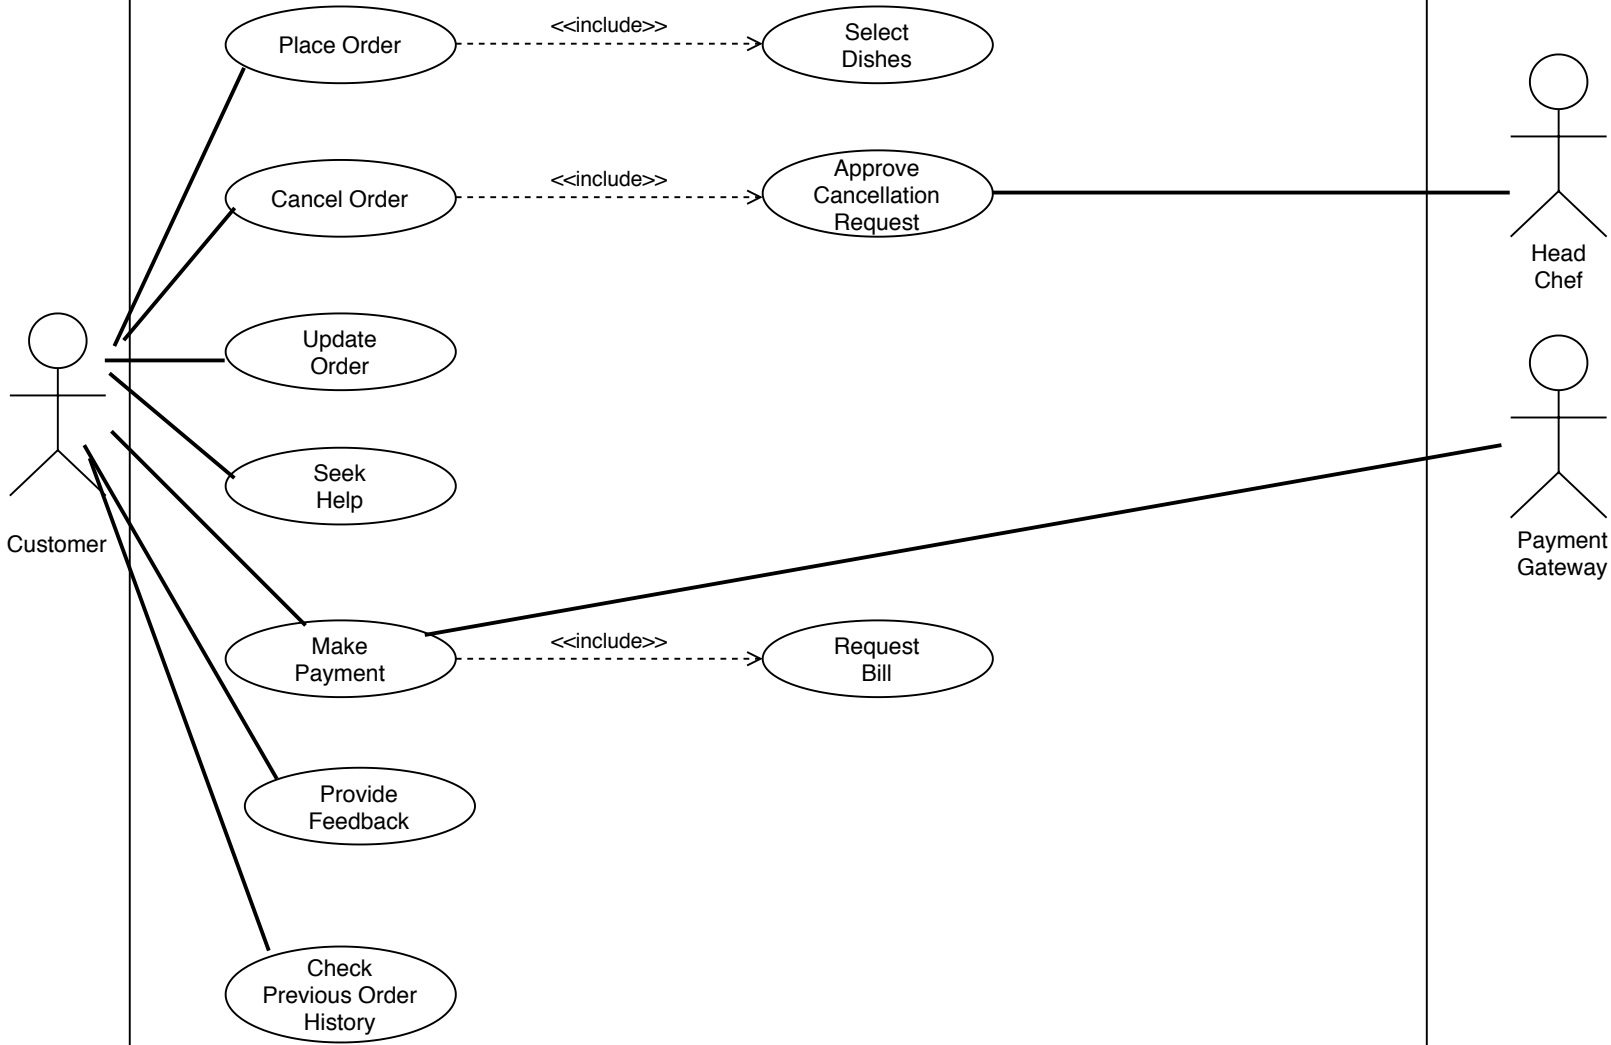 Place Order
<<include>>
Select
Dishes
Cancel Order
<<include>>
Approve
Cancellation
Request
Head
Chef
Update
Order
Seek
Help
Customer
Payment
Gateway
Make
Payment
<<include>>
Request
Bill
Provide
Feedback
Check
Previous Order
History